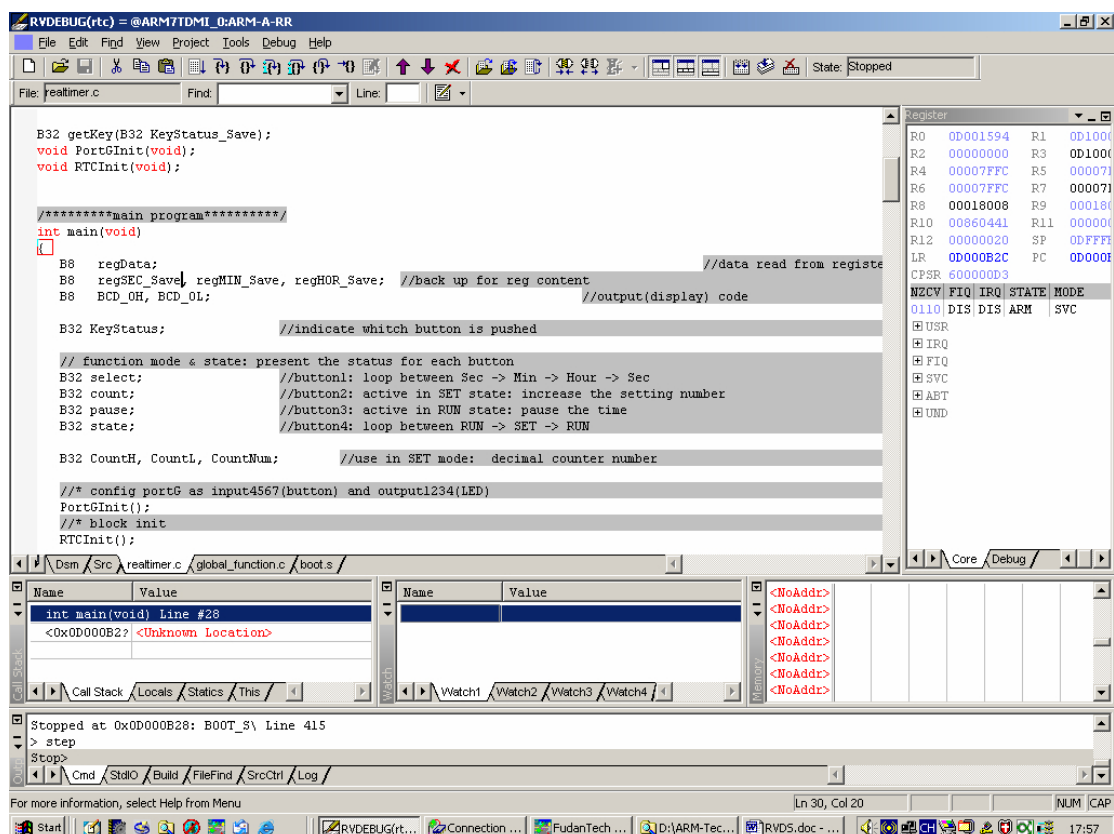 RVDEBUG(rtc) = @ARM7TDMI_0:ARM-A-RR
File Edit Find View Project Tools Debug Help
State: Stopped
File: realtimer.c Find: Line:
B32 getKey(B32 KeyStatus_Save);
void PortGInit(void);
void RTCInit(void);
/*********main program**********/
int main(void)
{
B8 regData; //data read from registe
B8 regSEC_Save, regMIN_Save, regHOR_Save; //back up for reg content
B8 BCD_OH, BCD_OL; //output(display) code
B32 KeyStatus; //indicate whitch button is pushed
// function mode & state: present the status for each button
B32 select; //button1: loop between Sec -> Min -> Hour -> Sec
B32 count; //button2: active in SET state: increase the setting number
B32 pause; //button3: active in RUN state: pause the time
B32 state; //button4: loop between RUN -> SET -> RUN
B32 CountH, CountL, CountNum; //use in SET mode: decimal counter number
//* config portG as input4567(button) and output1234(LED)
PortGInit();
//* block init
RTCInit();
Dsm Src realtimer.c global_function.c boot.s
Register
R0 0D001594 R1 0D100
R2 00000000 R3 0D100
R4 00007FFC R5 00007
R6 00007FFC R7 00007
R8 00018008 R9 00018
R10 00860441 R11 00000
R12 00000020 SP 0DFFF
LR 0D000B2C PC 0D000
CPSR 600000D3
NZCV FIQ IRQ STATE MODE
0110 DIS DIS ARM SVC
USR
IRQ
FIQ
SVC
ABT
UND
Core Debug
Name Value
int main(void) Line #28
<0x0D000B2? <Unknown Location>
Call Stack
Call Stack Locals Statics This
Name Value
Watch
Watch1 Watch2 Watch3 Watch4
<NoAddr>
<NoAddr>
<NoAddr>
<NoAddr>
<NoAddr>
<NoAddr>
<NoAddr>
Memory
Stopped at 0x0D000B28: BOOT_S\ Line 415
> step
Stop>
Cmd StdIO Build FileFind SrcCtrl Log
For more information, select Help from Menu Ln 30, Col 20 NUM CAP
Start RVDEBUG(rt... Connection ... FudanTech ... D:\ARM-Tec... RVDS.doc - ... CH 17:57